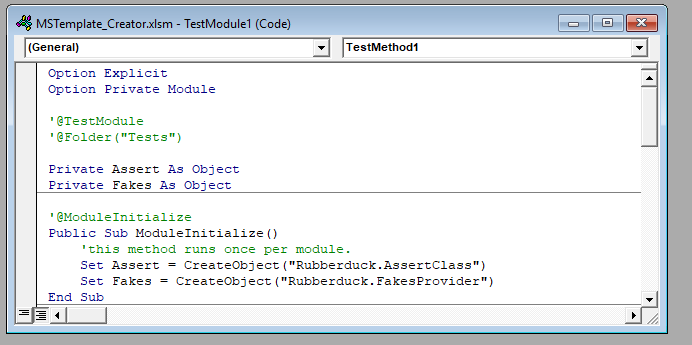 MSTemplate_Creator.xlsm - TestModule1 (Code)
(General) TestMethod1
Option Explicit
Option Private Module
'@TestModule
'@Folder("Tests")
Private Assert As Object
Private Fakes As Object
'@ModuleInitialize
Public Sub ModuleInitialize()
'this method runs once per module.
Set Assert = CreateObject("Rubberduck.AssertClass")
Set Fakes = CreateObject("Rubberduck.FakesProvider")
End Sub